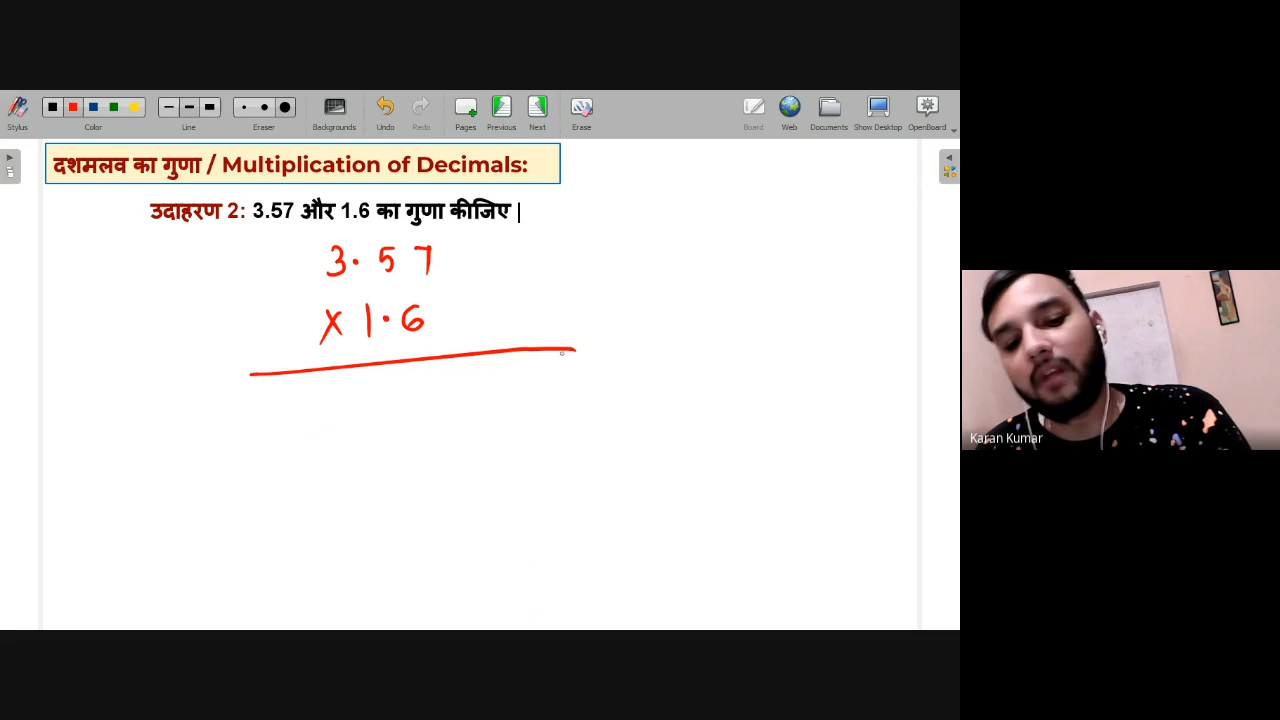 Stylus Color Line Eraser Backgrounds Undo Redo Pages Previous Next Erase Board Web Documents Show Desktop OpenBoard
दशमलव का गुणा / Multiplication of Decimals:
उदाहरण 2: 3.57 और 1.6 का गुणा कीजिए |
3.57
x 1.6
Karan Kumar